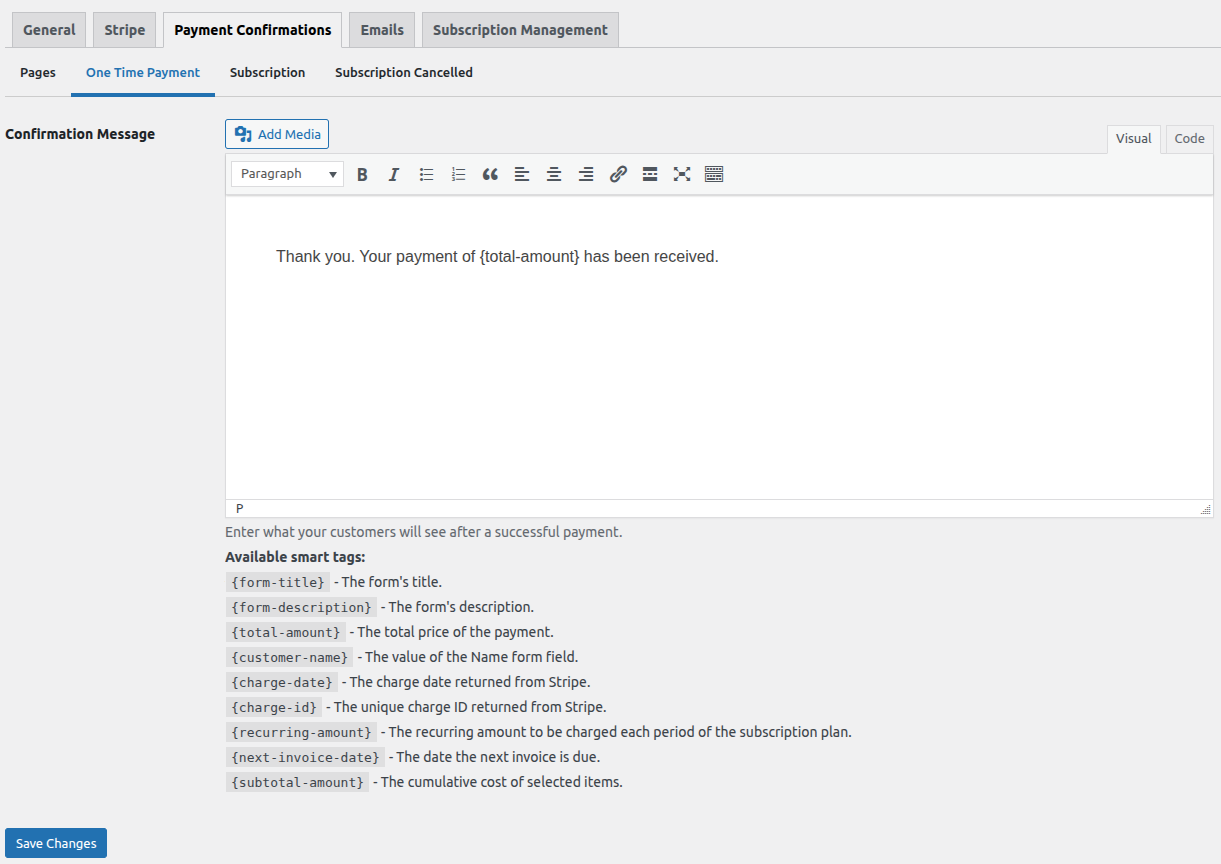 General Stripe Payment Confirmations Emails Subscription Management
Pages One Time Payment Subscription Subscription Cancelled
Confirmation Message
Add Media
Visual Code
Paragraph
Thank you. Your payment of {total-amount} has been received.
P
Enter what your customers will see after a successful payment.
Available smart tags:
{form-title} - The form's title.
{form-description} - The form's description.
{total-amount} - The total price of the payment.
{customer-name} - The value of the Name form field.
{charge-date} - The charge date returned from Stripe.
{charge-id} - The unique charge ID returned from Stripe.
{recurring-amount} - The recurring amount to be charged each period of the subscription plan.
{next-invoice-date} - The date the next invoice is due.
{subtotal-amount} - The cumulative cost of selected items.
Save Changes